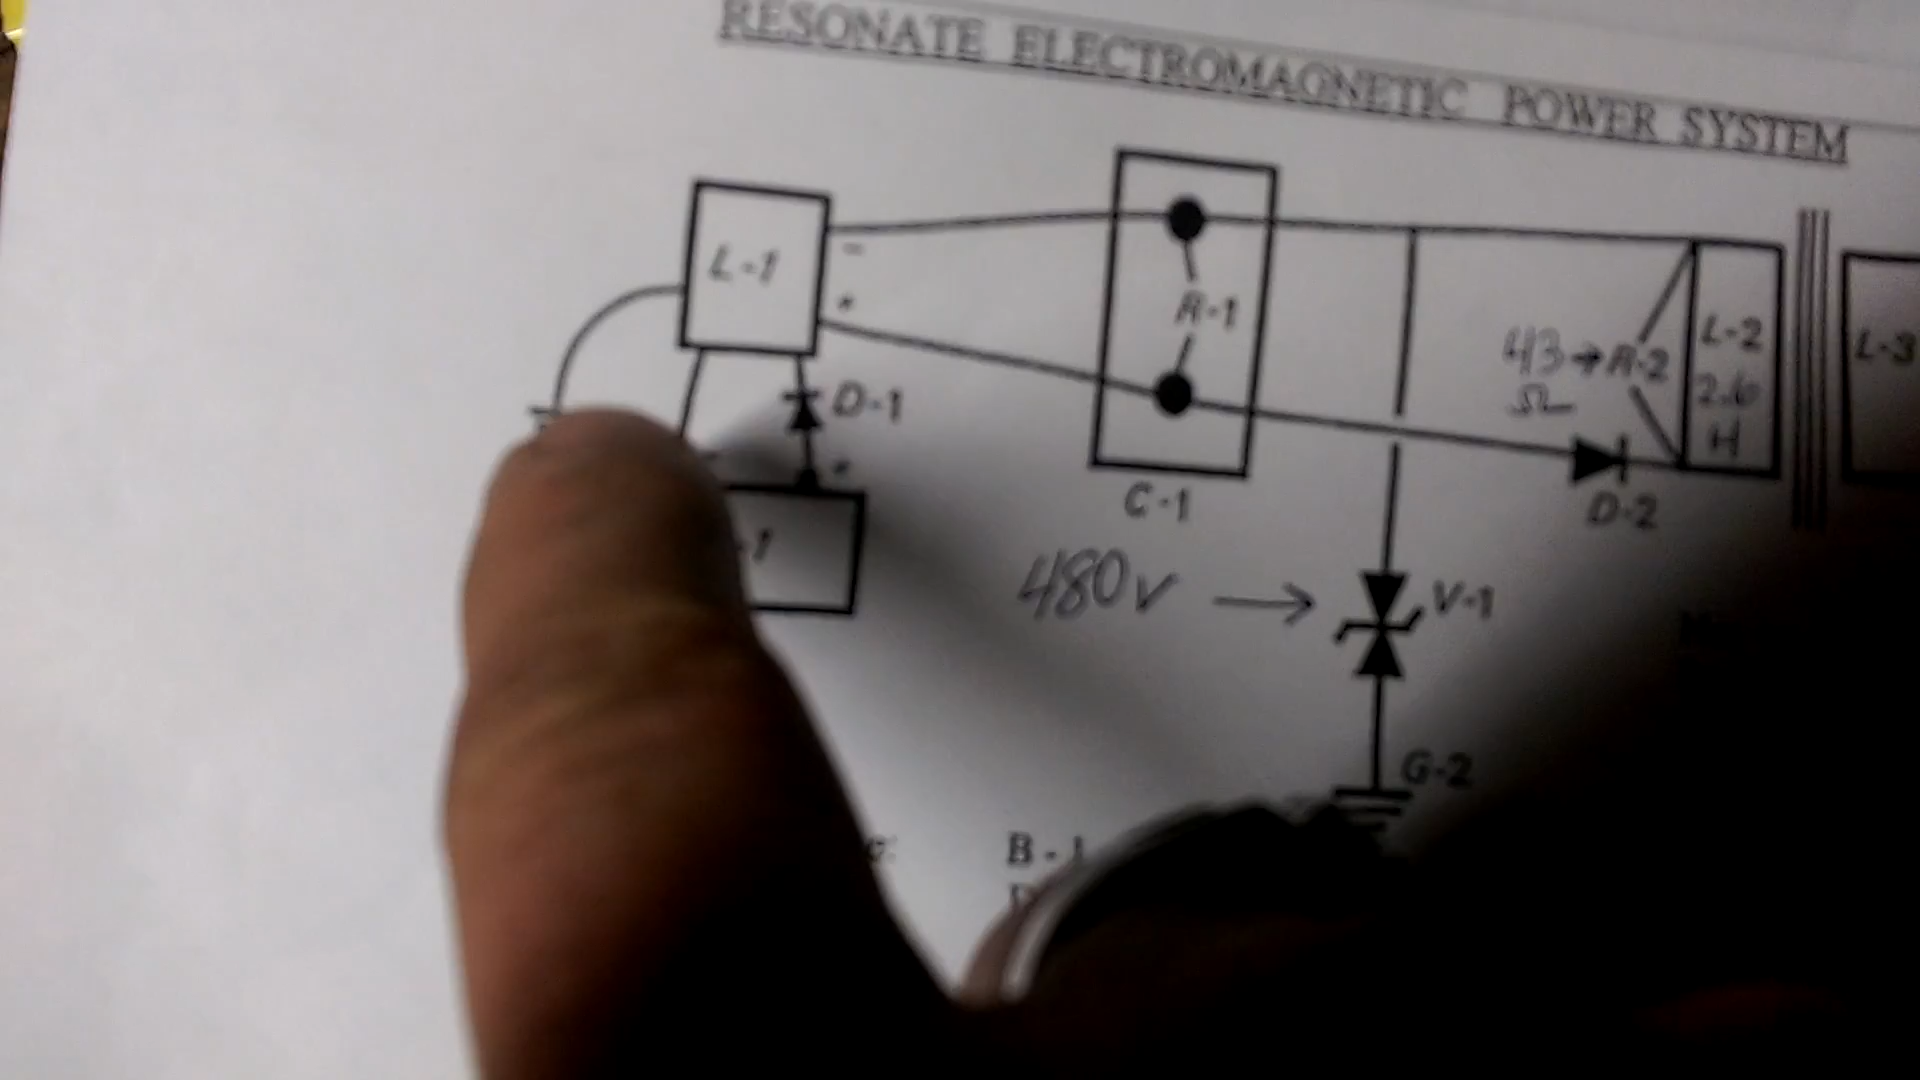 RESONATE ELECTROMAGNETIC POWER SYSTEM
L-1
-
+
R-1
43 → R-2
Ω
L-2
2.6
H
L-3
D-1
+
C-1
D-2
480v →
V-1
G-2
B - 1